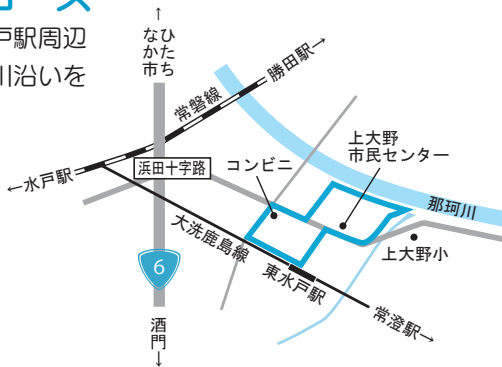 コース
戸駅周辺
川沿いを
↑
ひたち
なか市
勝田駅→
常磐線
上大野
市民センター
浜田十字路
コンビニ
←水戸駅
那珂川
大洗鹿島線
上大野小
6
東水戸駅
常澄駅→
酒門
↓